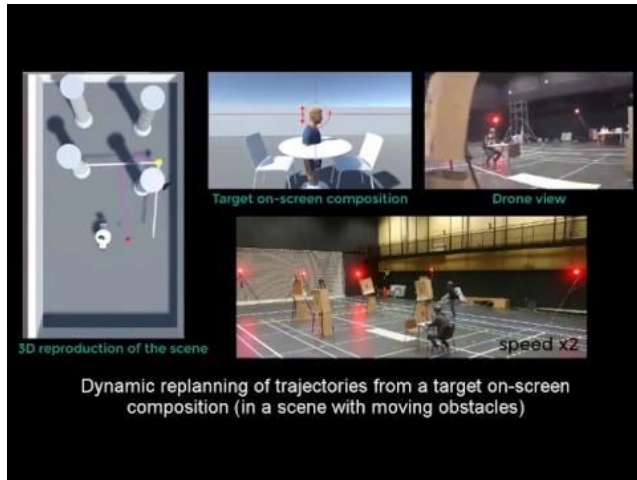 Target on-screen composition
Drone view
3D reproduction of the scene
speed x2
Dynamic replanning of trajectories from a target on-screen
composition (in a scene with moving obstacles)